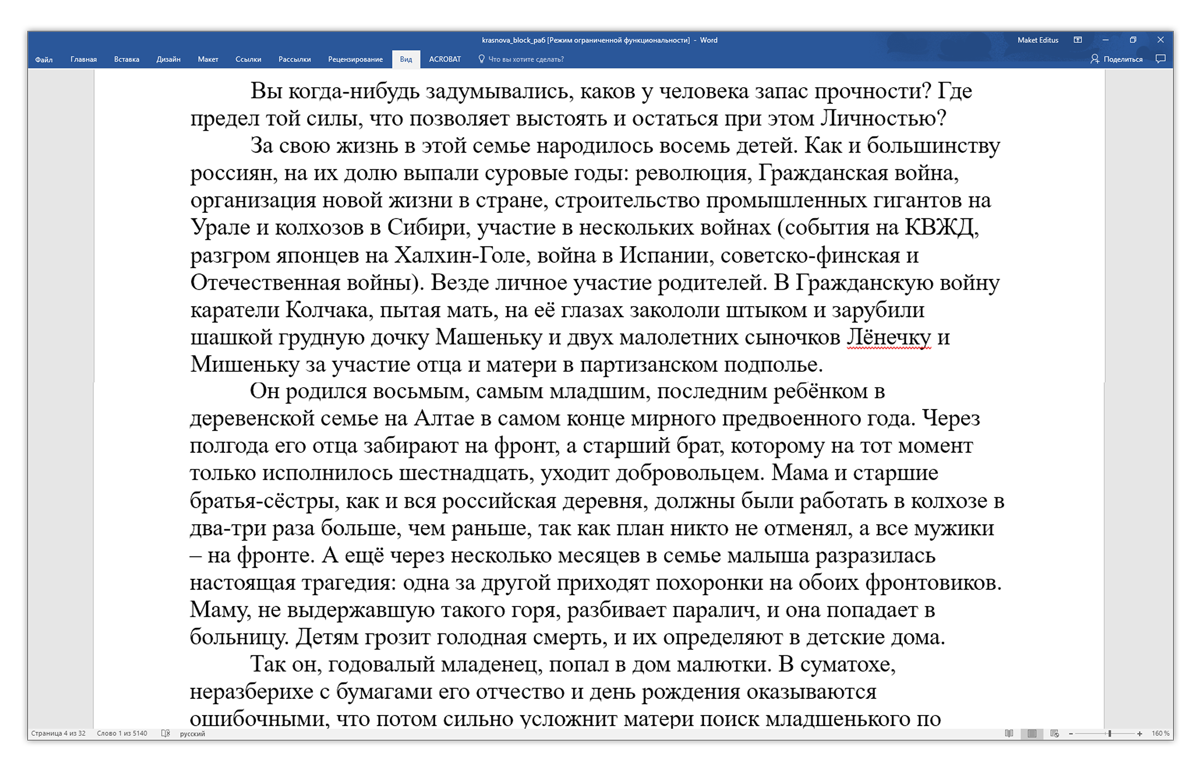 krasnova_block_раб [Режим ограниченной функциональности] - Word
Maket Editus
Файл Главная Вставка Дизайн Макет Ссылки Рассылки Рецензирование Вид ACROBAT Что вы хотите сделать? Поделиться
Вы когда-нибудь задумывались, каков у человека запас прочности? Где
предел той силы, что позволяет выстоять и остаться при этом Личностью?
За свою жизнь в этой семье народилось восемь детей. Как и большинству
россиян, на их долю выпали суровые годы: революция, Гражданская война,
организация новой жизни в стране, строительство промышленных гигантов на
Урале и колхозов в Сибири, участие в нескольких войнах (события на КВЖД,
разгром японцев на Халхин-Голе, война в Испании, советско-финская и
Отечественная войны). Везде личное участие родителей. В Гражданскую войну
каратели Колчака, пытая мать, на её глазах закололи штыком и зарубили
шашкой грудную дочку Машеньку и двух малолетних сыночков Лёнечку и
Мишеньку за участие отца и матери в партизанском подполье.
Он родился восьмым, самым младшим, последним ребёнком в
деревенской семье на Алтае в самом конце мирного предвоенного года. Через
полгода его отца забирают на фронт, а старший брат, которому на тот момент
только исполнилось шестнадцать, уходит добровольцем. Мама и старшие
братья-сёстры, как и вся российская деревня, должны были работать в колхозе в
два-три раза больше, чем раньше, так как план никто не отменял, а все мужики
– на фронте. А ещё через несколько месяцев в семье малыша разразилась
настоящая трагедия: одна за другой приходят похоронки на обоих фронтовиков.
Маму, не выдержавшую такого горя, разбивает паралич, и она попадает в
больницу. Детям грозит голодная смерть, и их определяют в детские дома.
Так он, годовалый младенец, попал в дом малютки. В суматохе,
неразберихе с бумагами его отчество и день рождения оказываются
ошибочными, что потом сильно усложнит матери поиск младшенького по
Страница 4 из 32 Слово 1 из 5140 русский 160 %